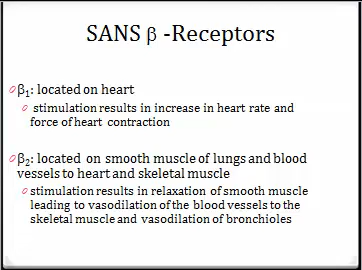 SANS β -Receptors
β₁: located on heart
stimulation results in increase in heart rate and
force of heart contraction
β₂: located on smooth muscle of lungs and blood
vessels to heart and skeletal muscle
stimulation results in relaxation of smooth muscle
leading to vasodilation of the blood vessels to the
skeletal muscle and vasodilation of bronchioles